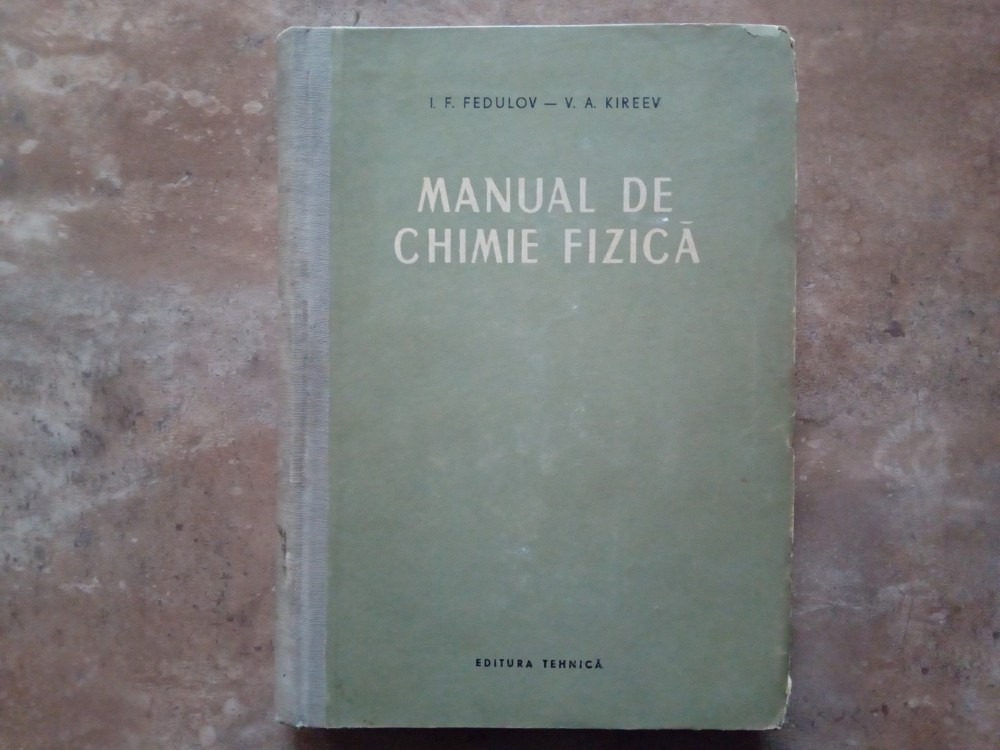 I. F. FEDULOV — V. A. KIREEV
MANUAL DE
CHIMIE FIZICĂ
EDITURA TEHNICĂ